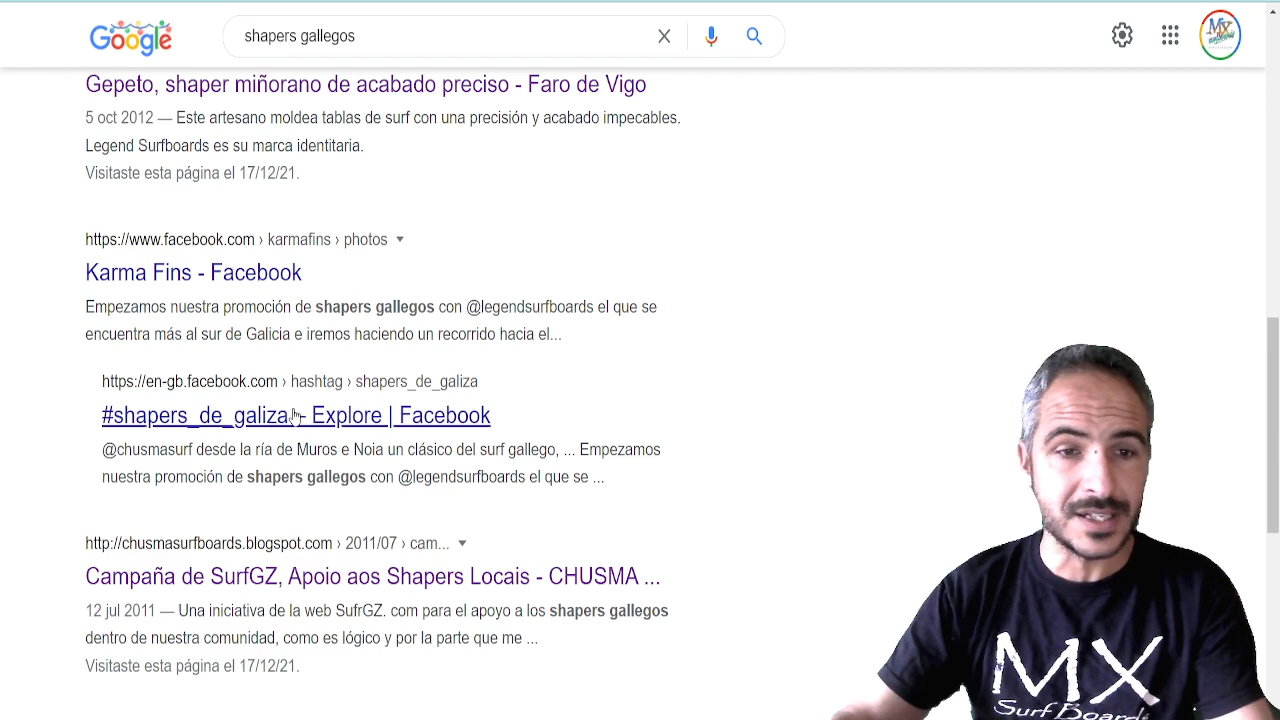 Google
shapers gallegos
Gepeto, shaper miñorano de acabado preciso - Faro de Vigo
5 oct 2012 — Este artesano moldea tablas de surf con una precisión y acabado impecables.
Legend Surfboards es su marca identitaria.
Visitaste esta página el 17/12/21.
https://www.facebook.com › karmafins › photos
Karma Fins - Facebook
Empezamos nuestra promoción de shapers gallegos con @legendsurfboards el que se
encuentra más al sur de Galicia e iremos haciendo un recorrido hacia el...
https://en-gb.facebook.com › hashtag › shapers_de_galiza
#shapers_de_galiza - Explore | Facebook
@chusmasurf desde la ría de Muros e Noia un clásico del surf gallego, ... Empezamos
nuestra promoción de shapers gallegos con @legendsurfboards el que se ...
http://chusmasurfboards.blogspot.com › 2011/07 › cam...
Campaña de SurfGZ, Apoio aos Shapers Locais - CHUSMA ...
12 jul 2011 — Una iniciativa de la web SufrGZ. com para el apoyo a los shapers gallegos
dentro de nuestra comunidad, como es lógico y por la parte que me ...
Visitaste esta página el 17/12/21.
MX
MX
Surf Boards